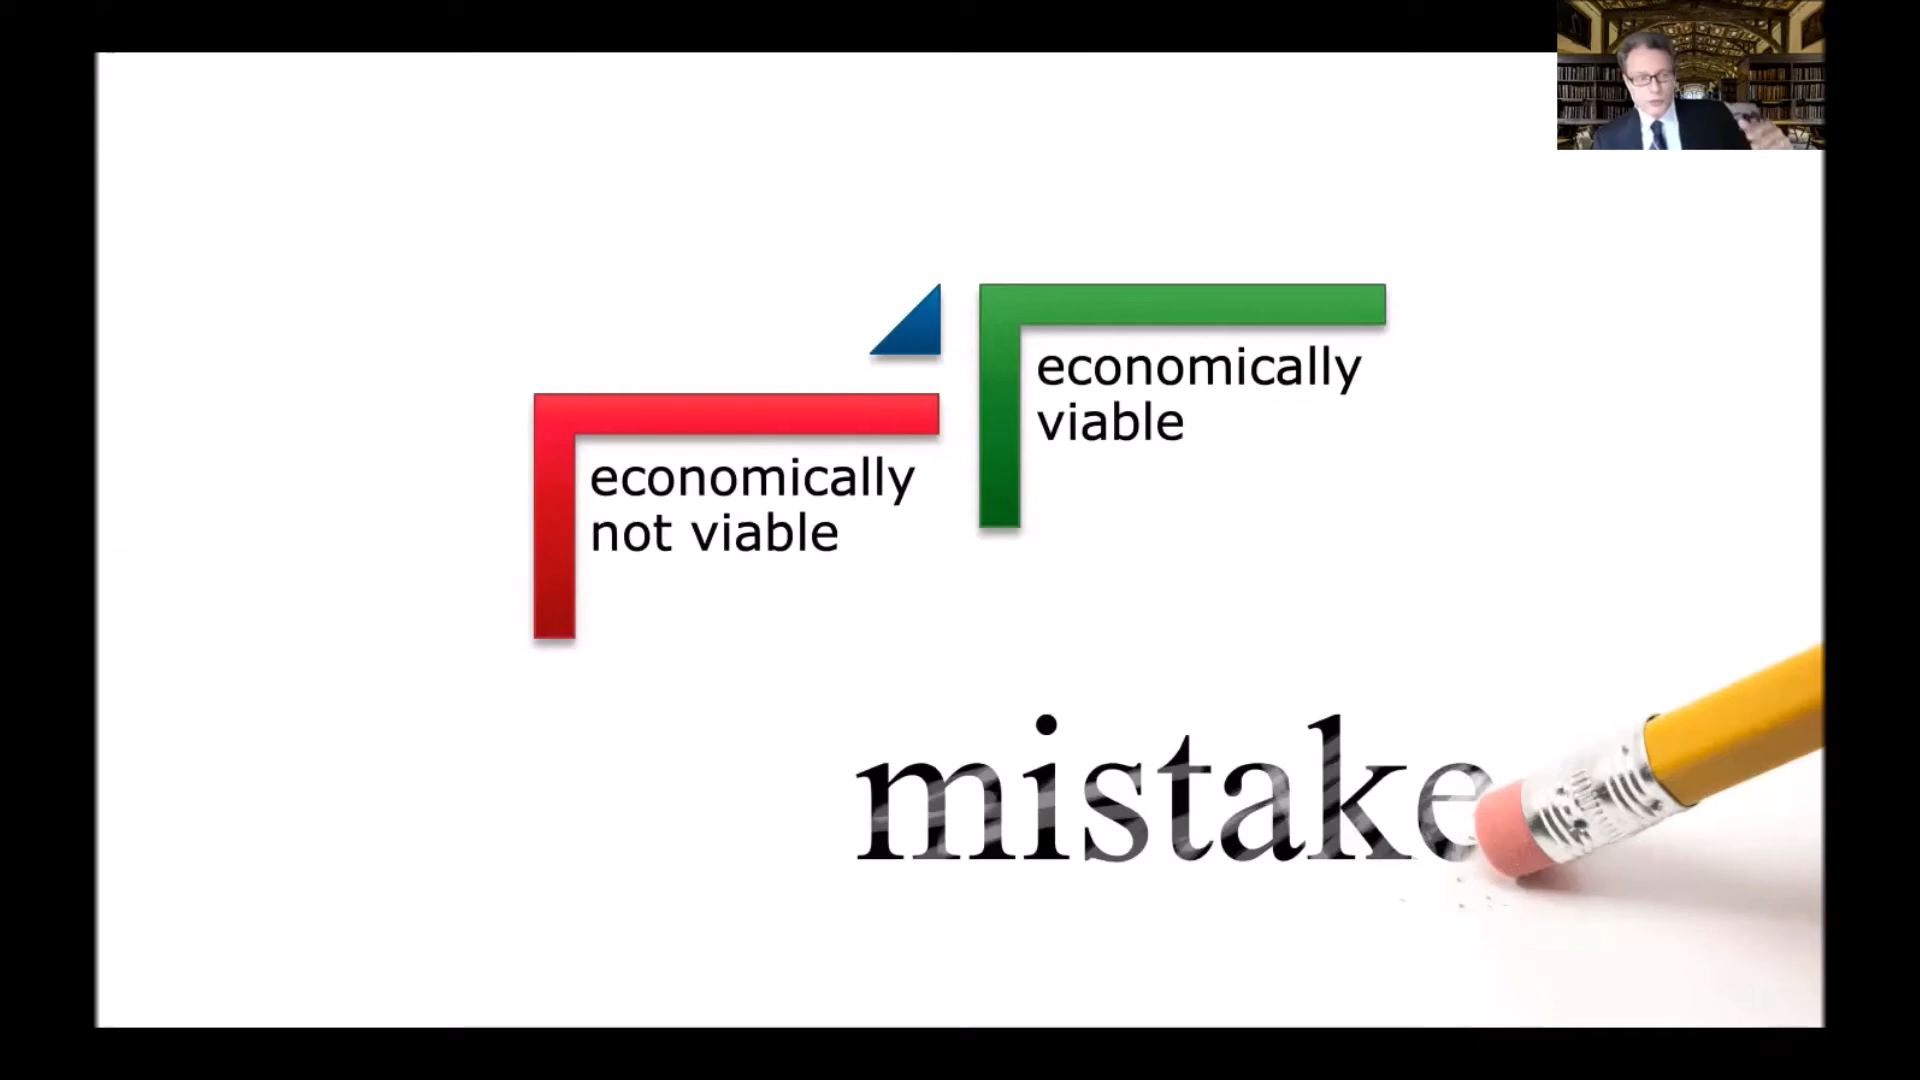 economically
viable
economically
not viable
mistake